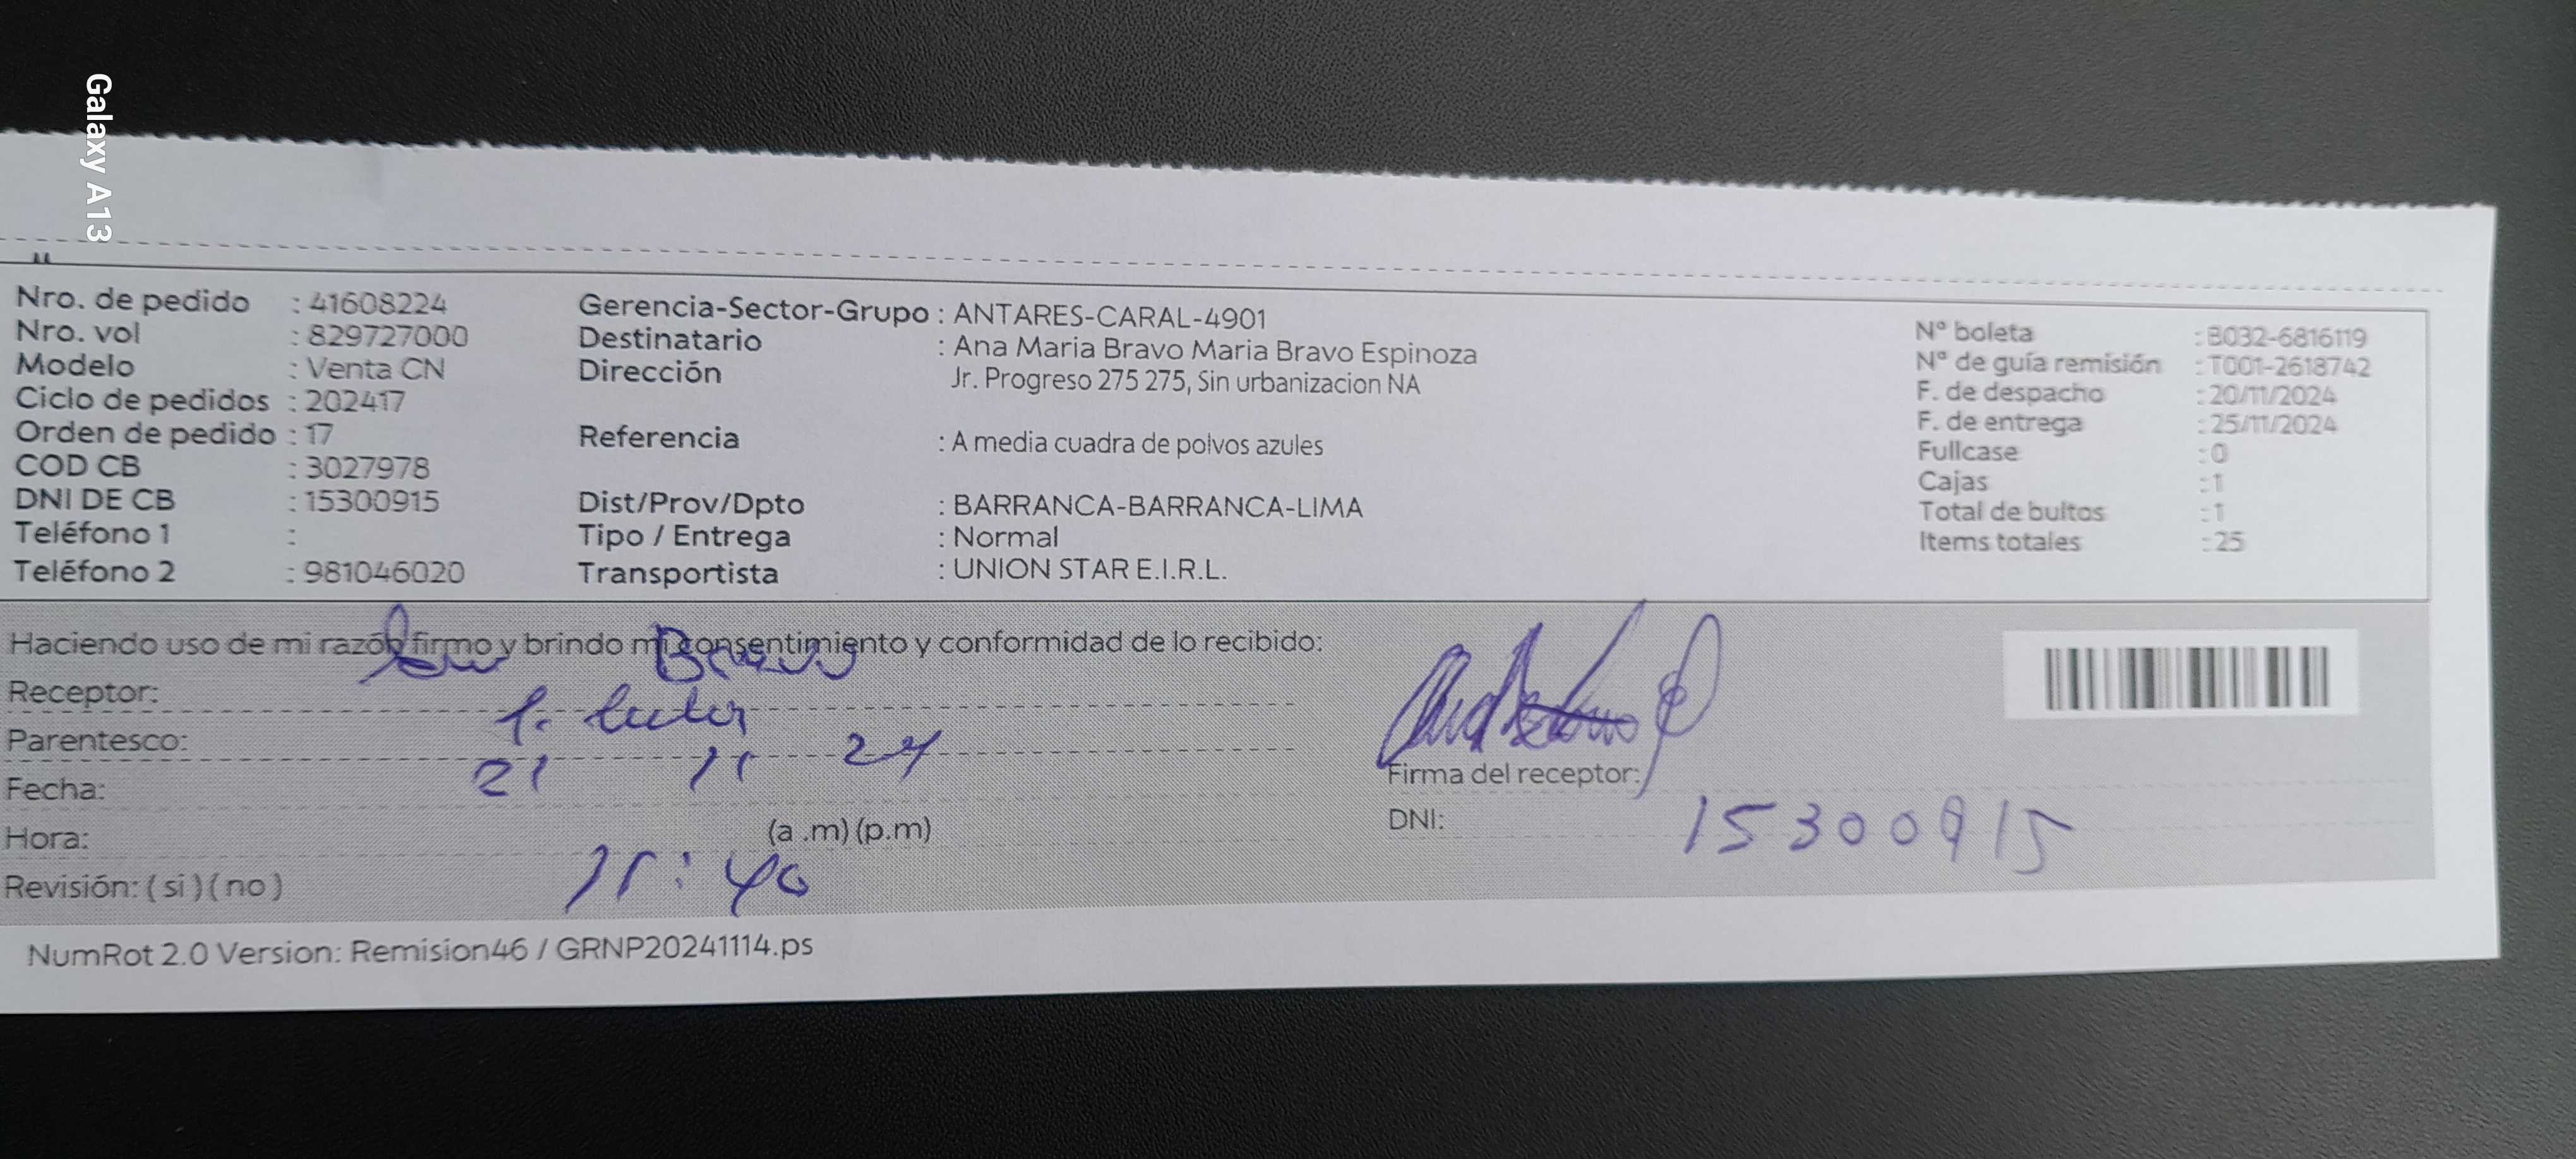 Galaxy A13
Nro. de pedido : 41608224
Nro. vol : 829727000
Modelo : Venta CN
Ciclo de pedidos : 202417
Orden de pedido : 17
COD CB : 3027978
DNI DE CB : 15300915
Teléfono 1 :
Teléfono 2 : 981046020
Gerencia-Sector-Grupo : ANTARES-CARAL-4901
Destinatario : Ana Maria Bravo Maria Bravo Espinoza
Dirección Jr. Progreso 275 275, Sin urbanizacion NA
Referencia : A media cuadra de polvos azules
Dist/Prov/Dpto : BARRANCA-BARRANCA-LIMA
Tipo / Entrega : Normal
Transportista : UNION STAR E.I.R.L.
N° boleta : B032-6816119
N° de guía remisión : T001-2618742
F. de despacho : 20/11/2024
F. de entrega : 25/11/2024
Fullcase : 0
Cajas : 1
Total de bultos : 1
Items totales : 25
Haciendo uso de mi razón firmo y brindo mi consentimiento y conformidad de lo recibido:
Receptor: Bravo
Parentesco:
Fecha: 21 11 24
Hora: (a .m) (p.m)
11:40
Revisión: ( si ) ( no )
Firma del receptor:
DNI: 15300915
NumRot 2.0 Version: Remision46 / GRNP20241114.ps